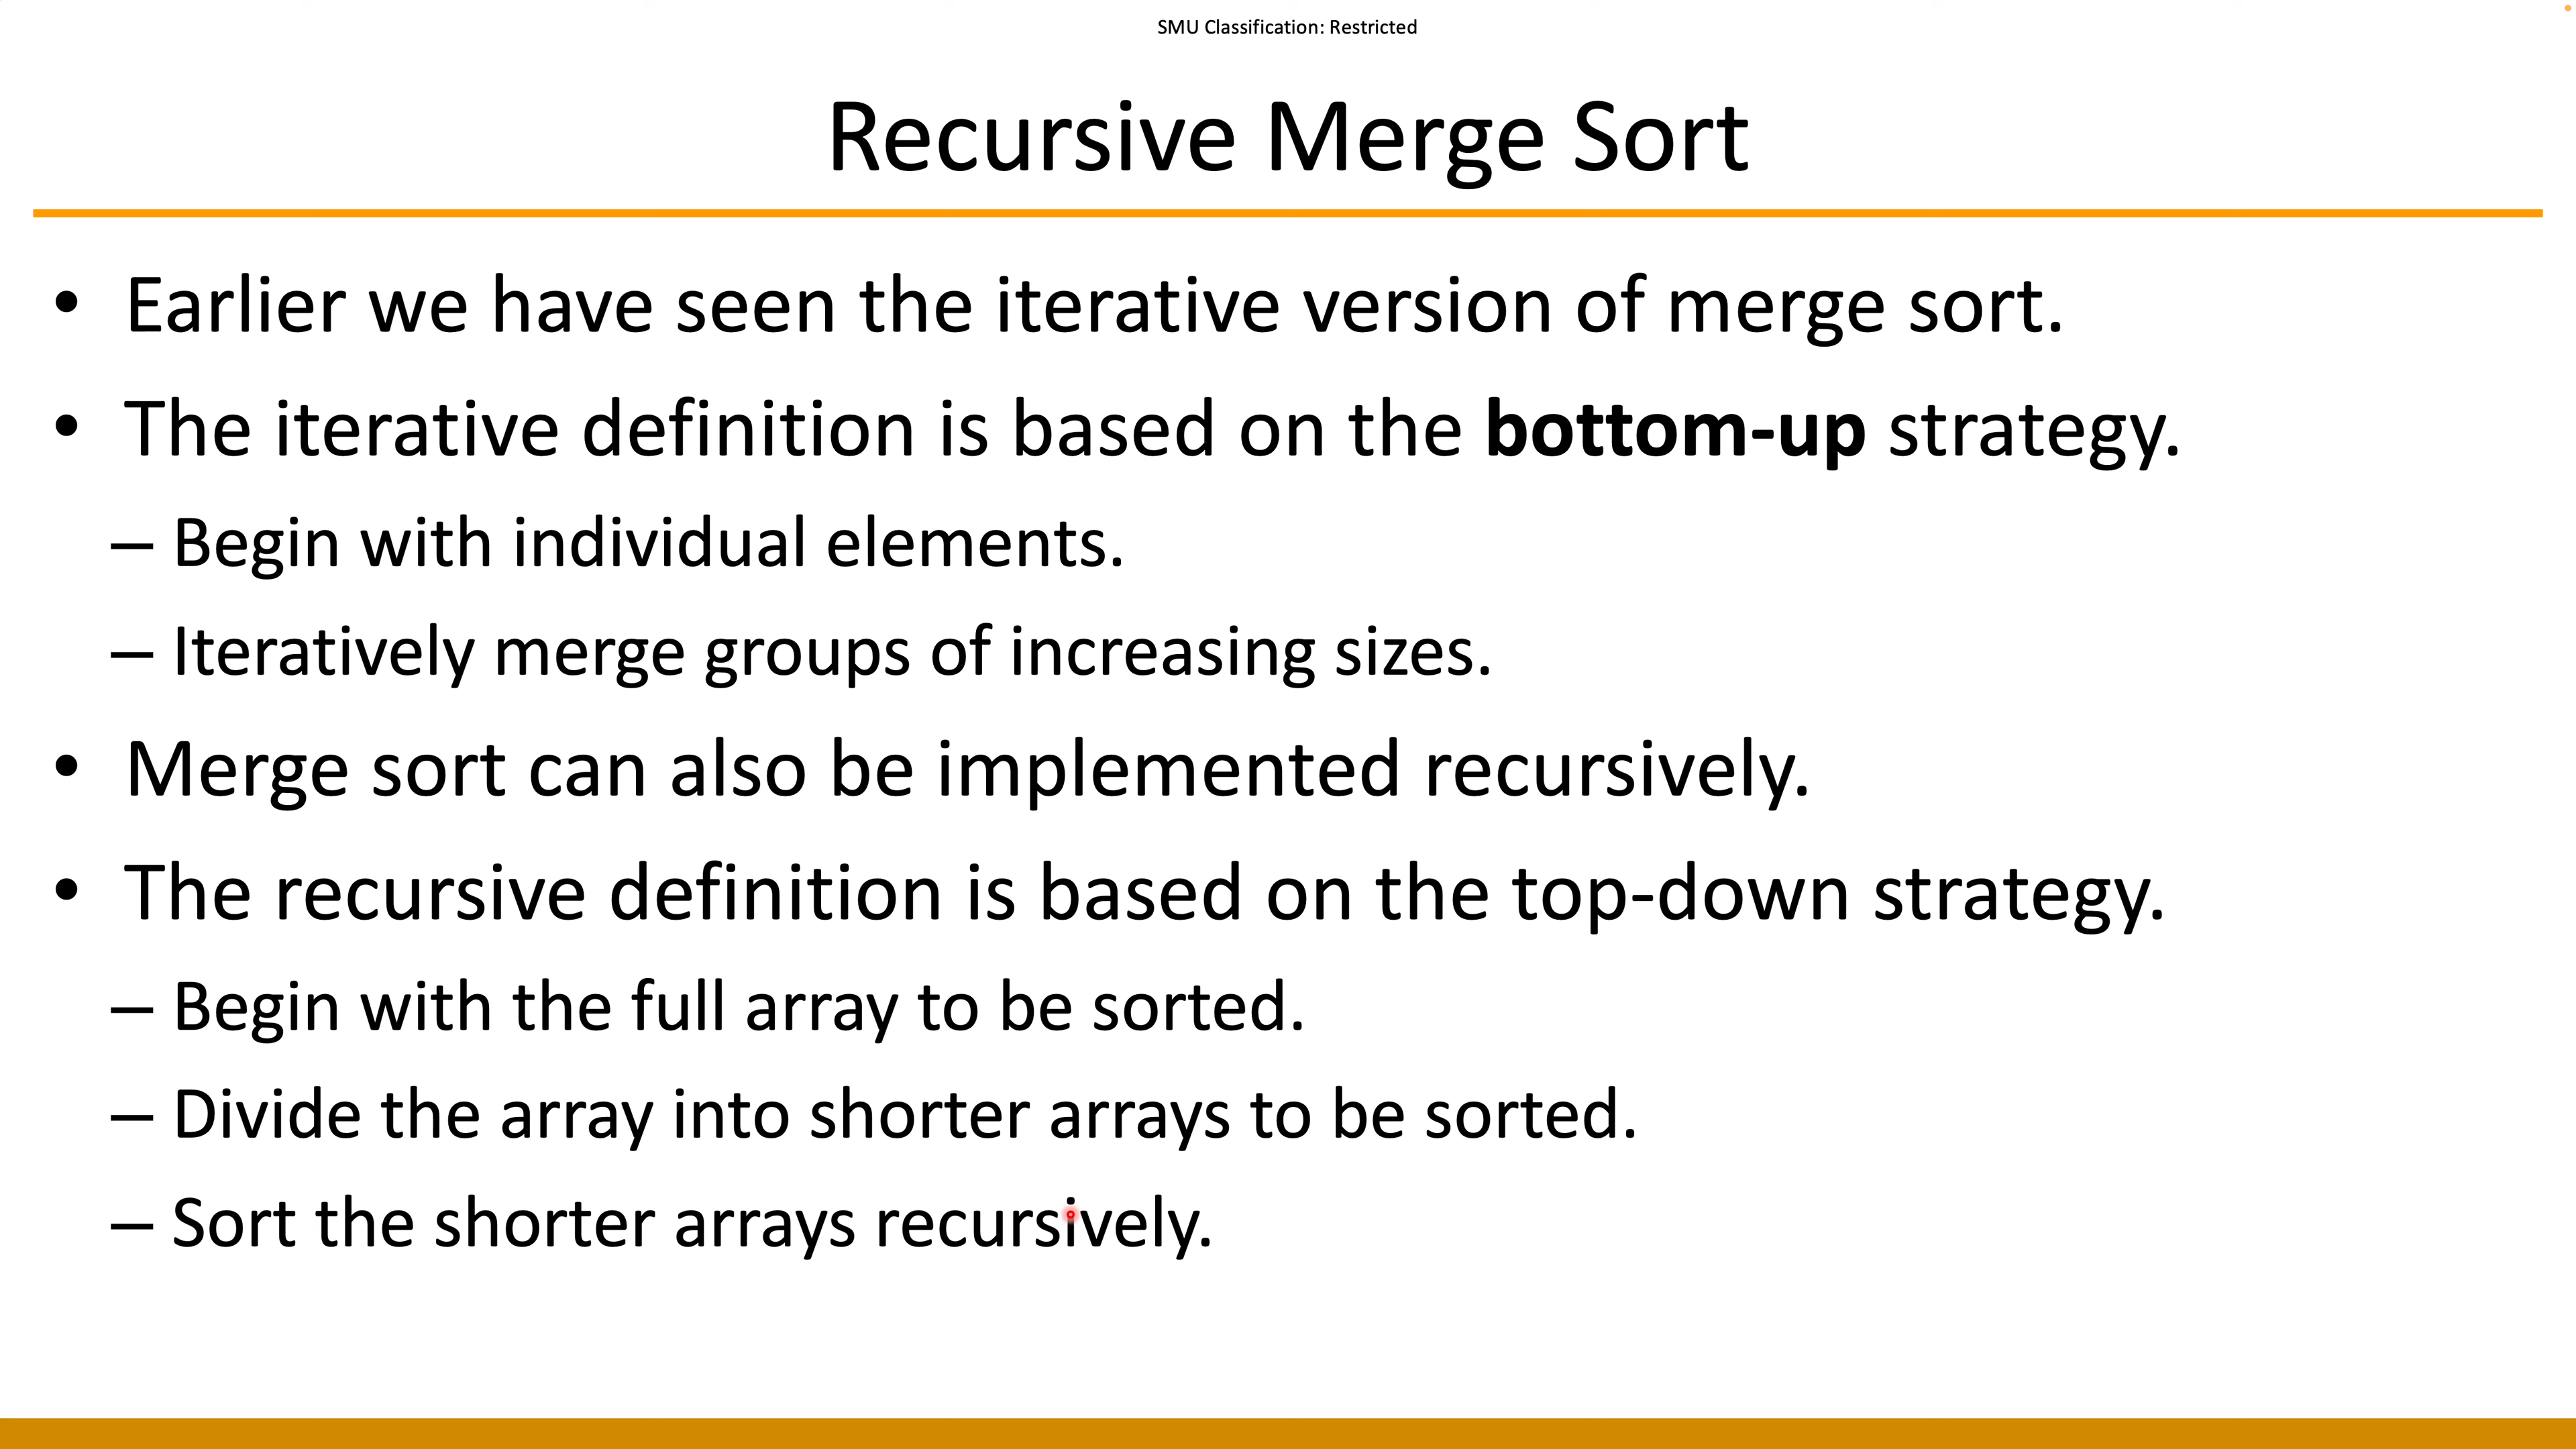 SMU Classification: Restricted
Recursive Merge Sort
• Earlier we have seen the iterative version of merge sort.
• The iterative definition is based on the bottom-up strategy.
– Begin with individual elements.
– Iteratively merge groups of increasing sizes.
• Merge sort can also be implemented recursively.
• The recursive definition is based on the top-down strategy.
– Begin with the full array to be sorted.
– Divide the array into shorter arrays to be sorted.
– Sort the shorter arrays recursively.